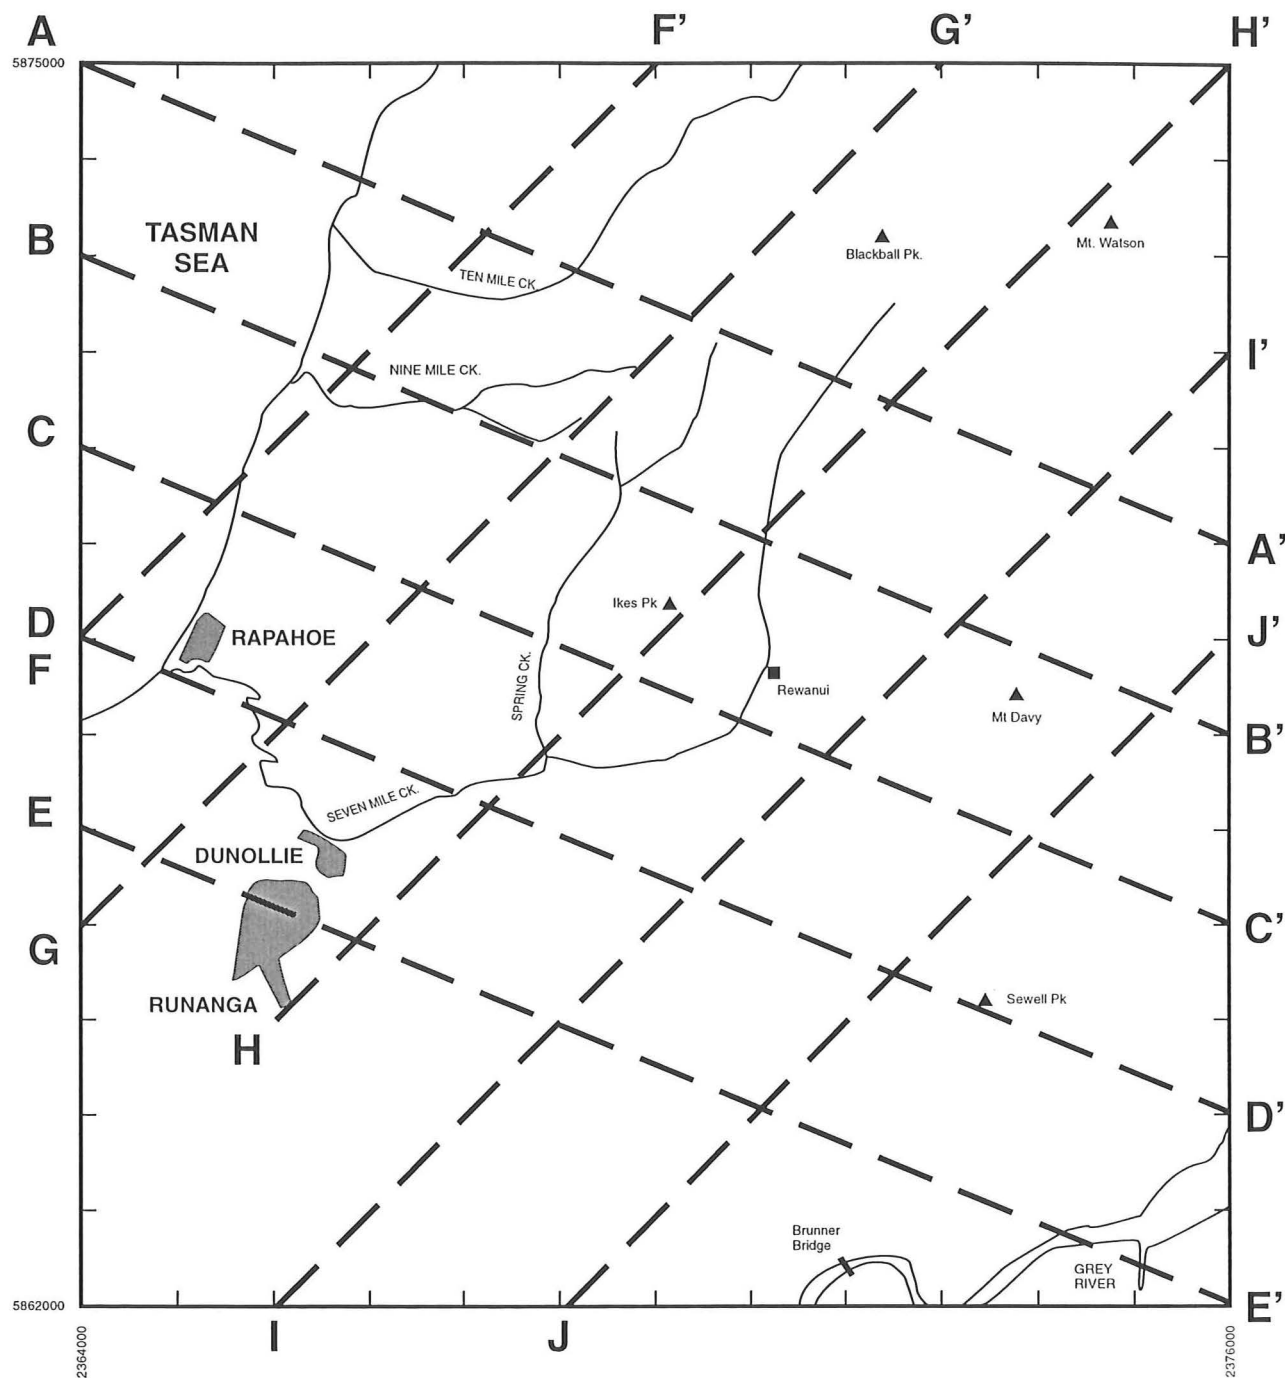 A
F’
G’
H’
5875000
TASMAN
SEA
B
Blackball Pk.
Mt. Watson
TEN MILE CK.
I’
NINE MILE CK.
C
A’
Ikes Pk
D
RAPAHOE
J’
F
SPRING CK.
Rewanui
Mt Davy
B’
E
SEVEN MILE CK.
DUNOLLIE
C’
G
RUNANGA
Sewell Pk
H
D’
Brunner
Bridge
GREY
RIVER
5862000
E’
I
J
2364000
2376000